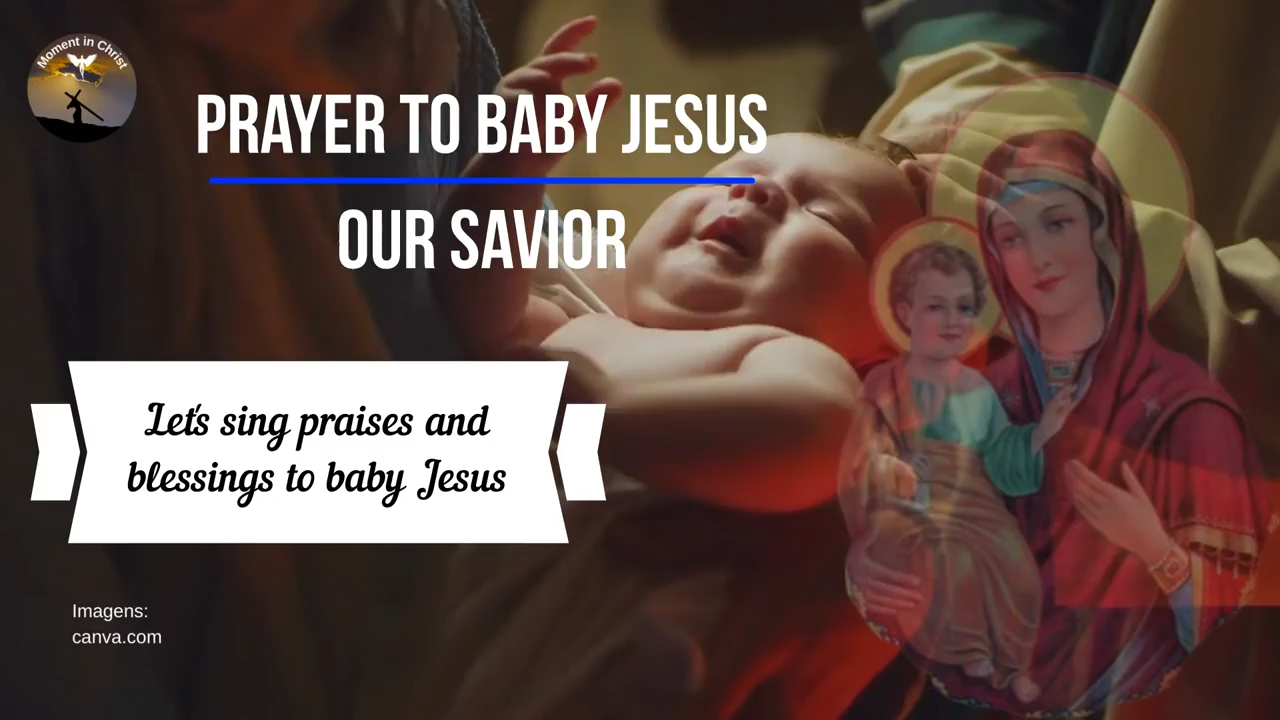 Moment in Christ
PRAYER TO BABY JESUS
OUR SAVIOR
Let's sing praises and
blessings to baby Jesus
Imagens:
canva.com